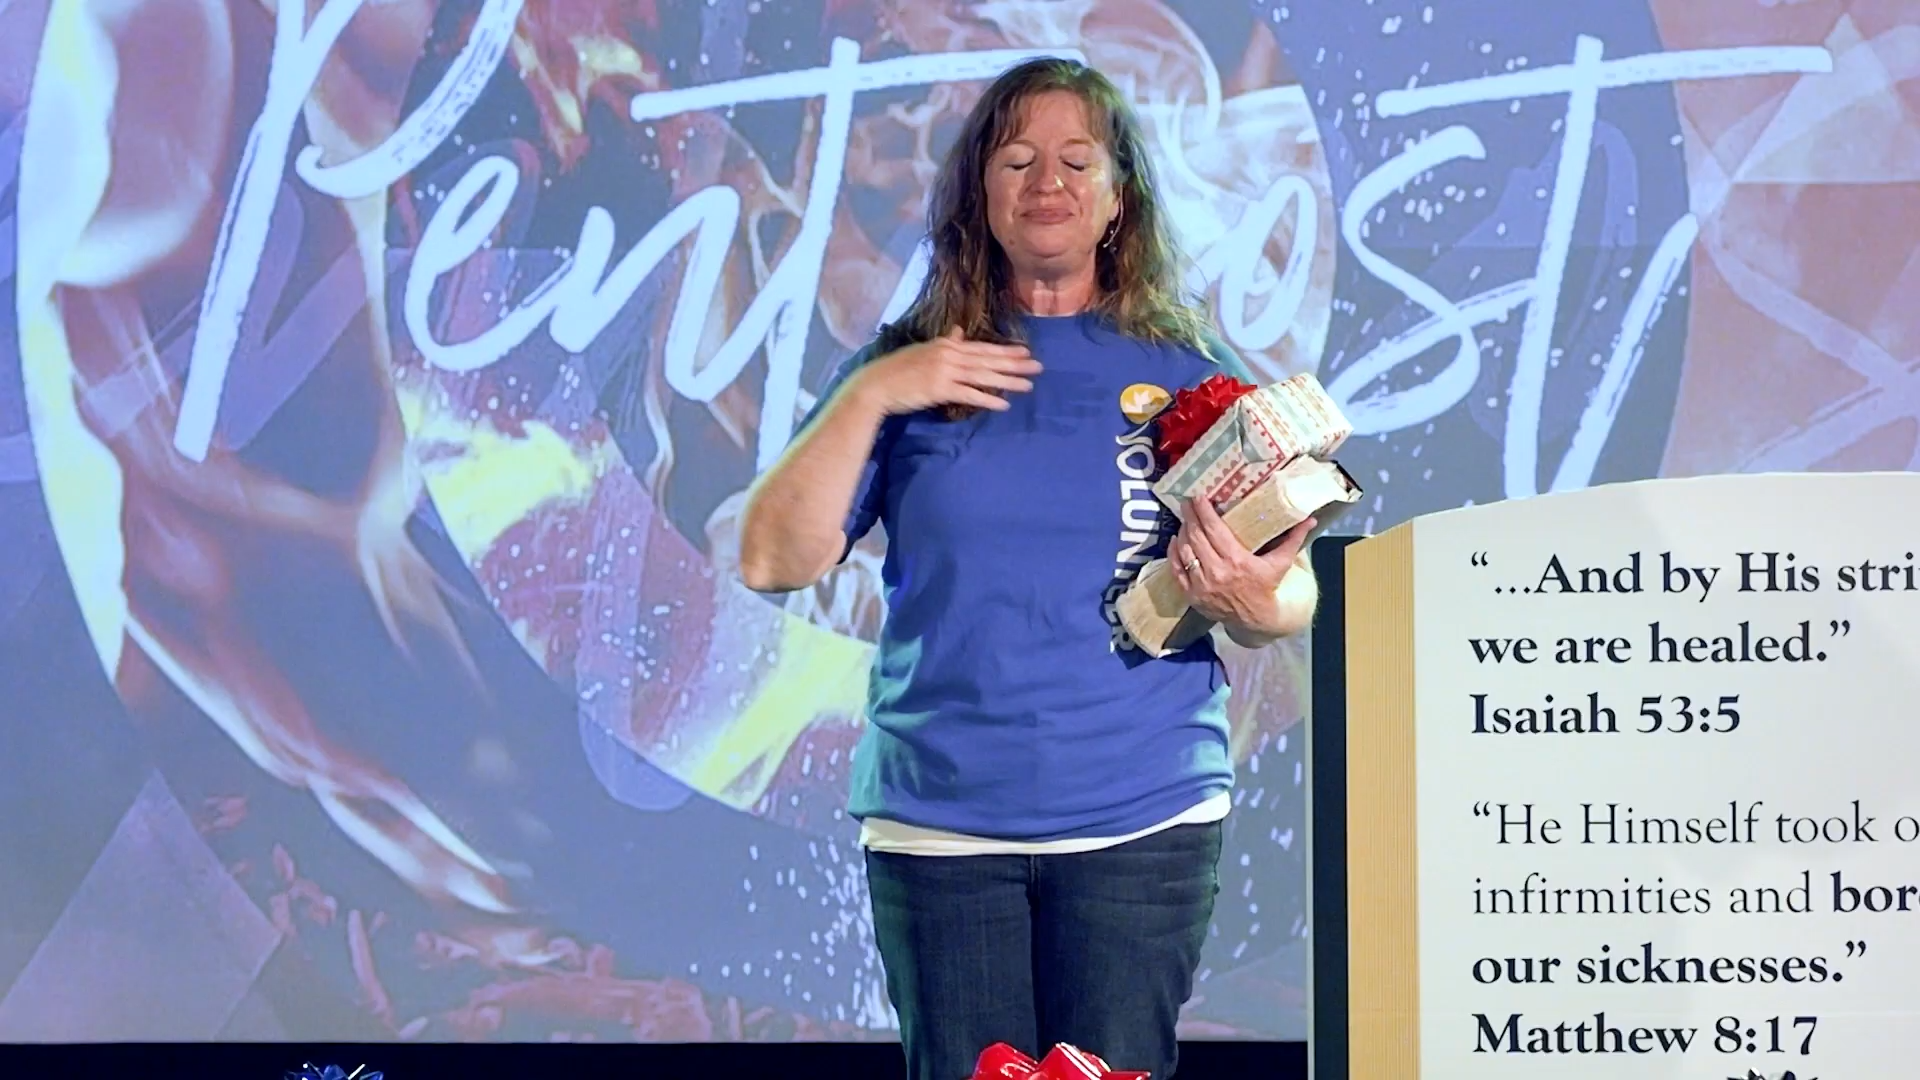 Pentecost
VOLUNTEER
“...And by His stri
we are healed.”
Isaiah 53:5
“He Himself took o
infirmities and bor
our sicknesses.”
Matthew 8:17